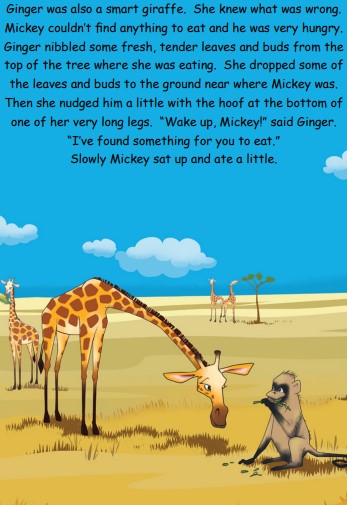 Ginger was also a smart giraffe.  She knew what was wrong.
Mickey couldn't find anything to eat and he was very hungry.
Ginger nibbled some fresh, tender leaves and buds from the
top of the tree where she was eating.  She dropped some of
the leaves and buds to the ground near where Mickey was.
Then she nudged him a little with the hoof at the bottom of
one of her very long legs.  “Wake up, Mickey!” said Ginger.
“I’ve found something for you to eat.”
Slowly Mickey sat up and ate a little.